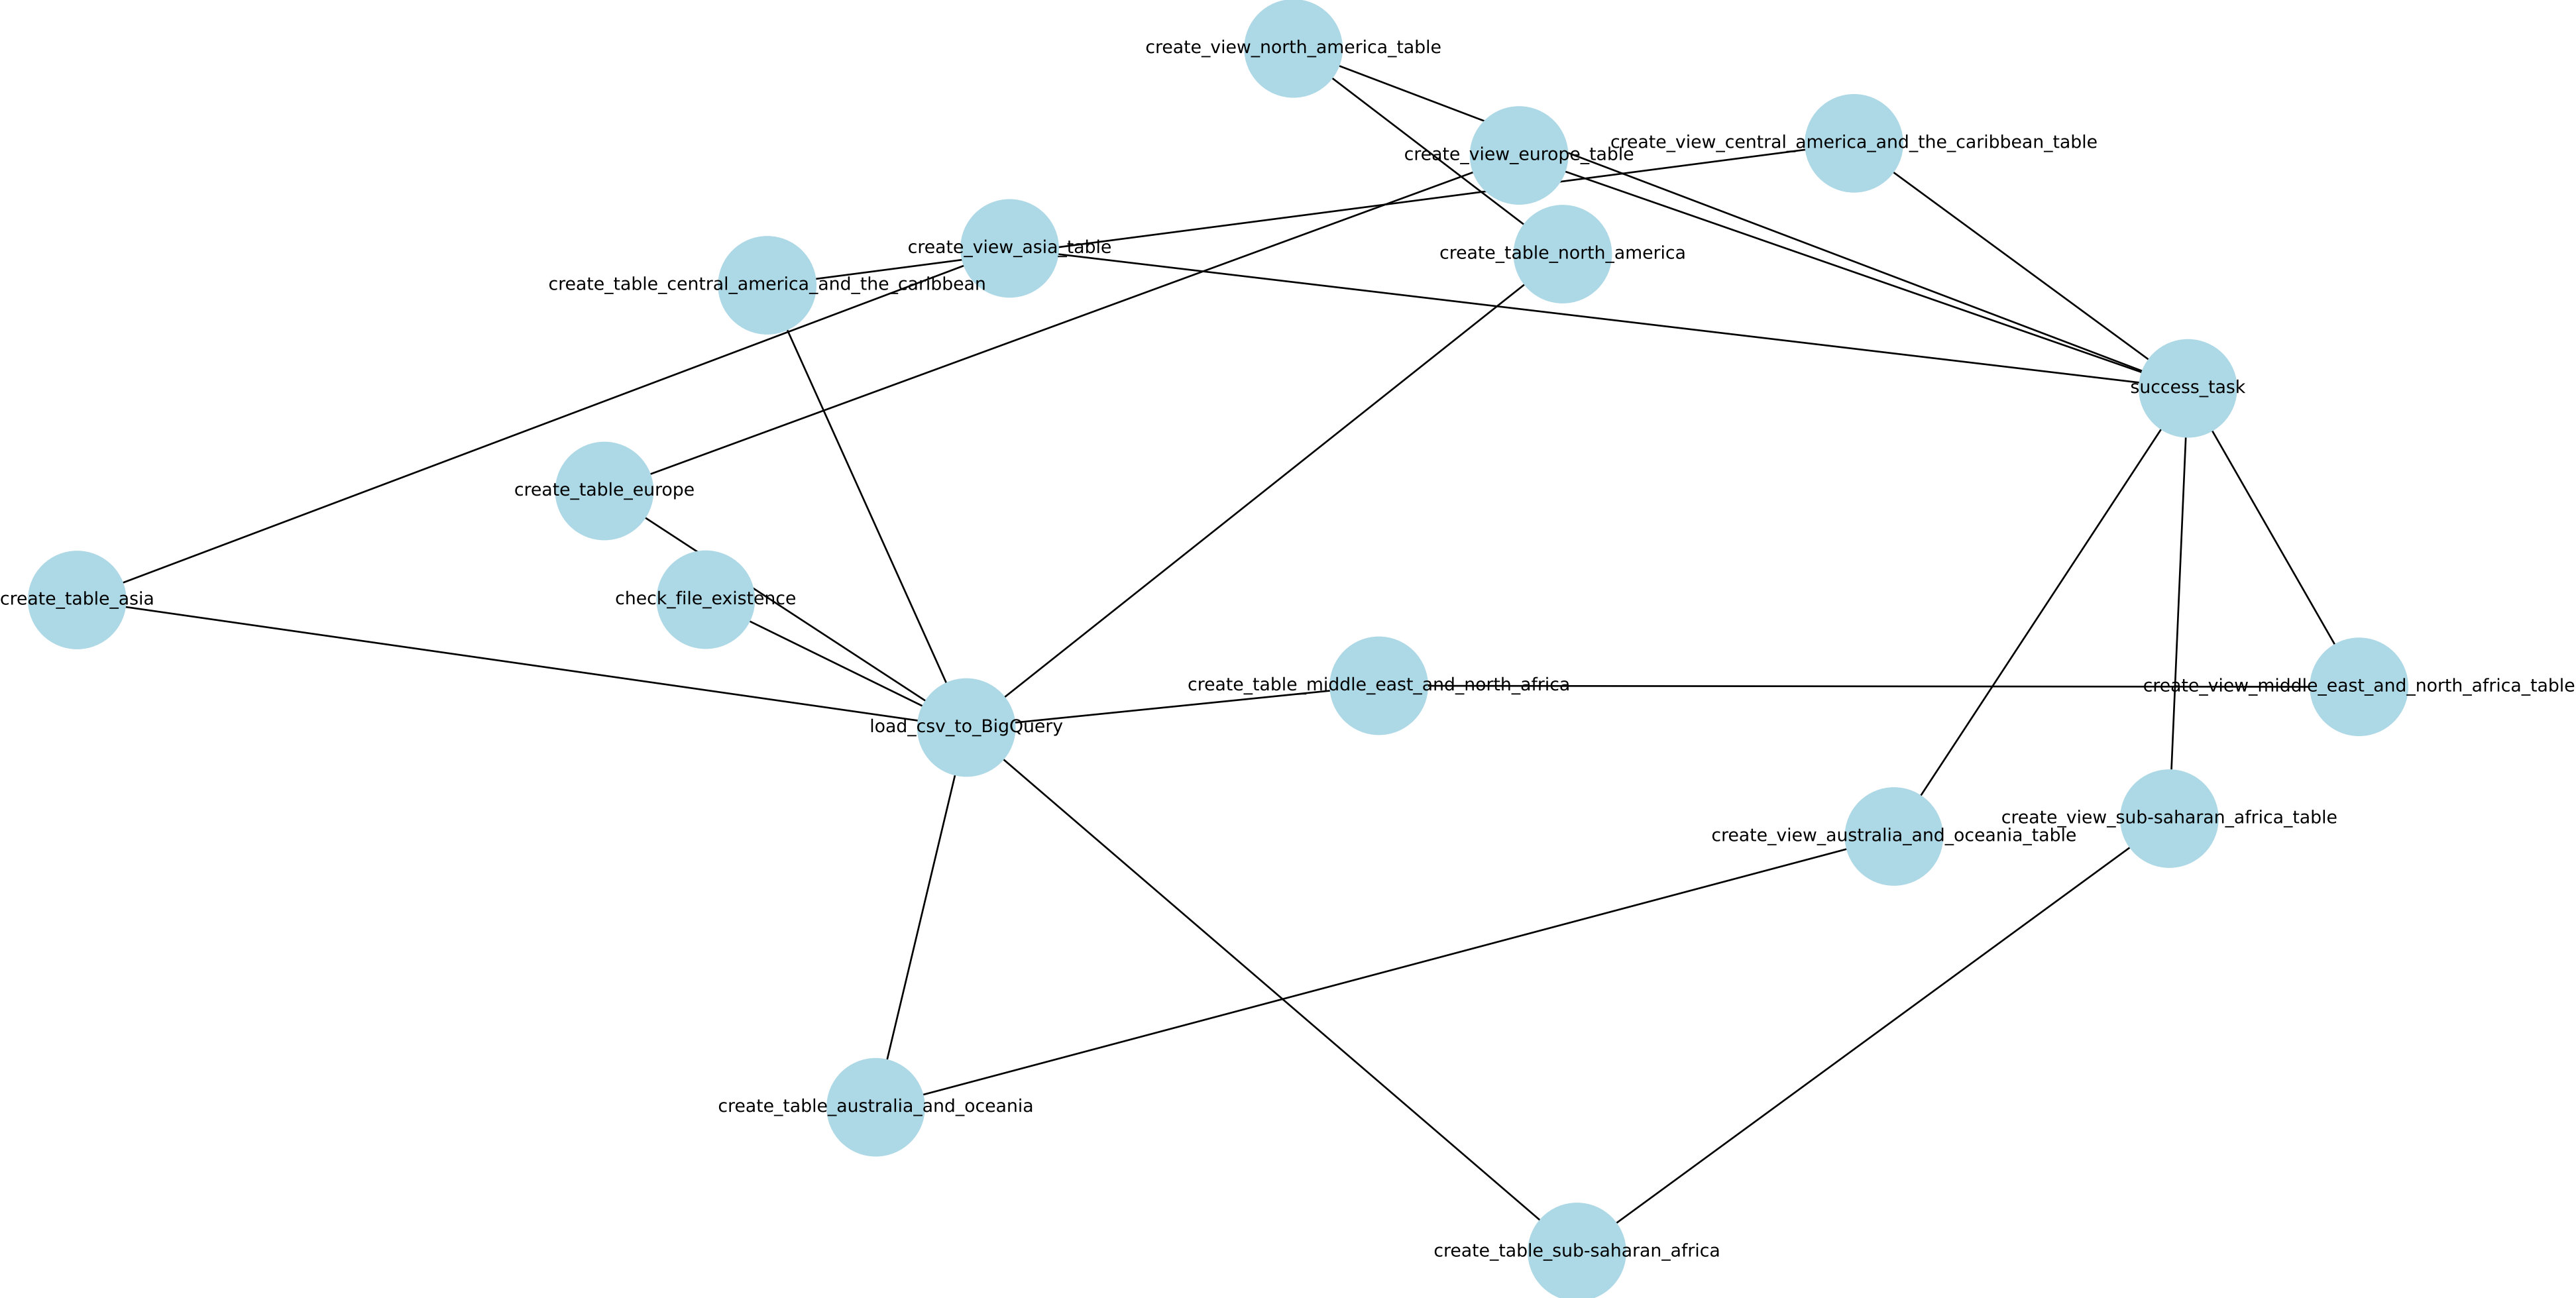 create_view_north_america_table
create_view_central_america_and_the_caribbean_table
create_view_europe_table
create_view_asia_table
create_table_north_america
create_table_central_america_and_the_caribbean
success_task
create_table_europe
create_table_asia
check_file_existence
create_table_middle_east_and_north_africa
create_view_middle_east_and_north_africa_table
load_csv_to_BigQuery
create_view_sub-saharan_africa_table
create_view_australia_and_oceania_table
create_table_australia_and_oceania
create_table_sub-saharan_africa